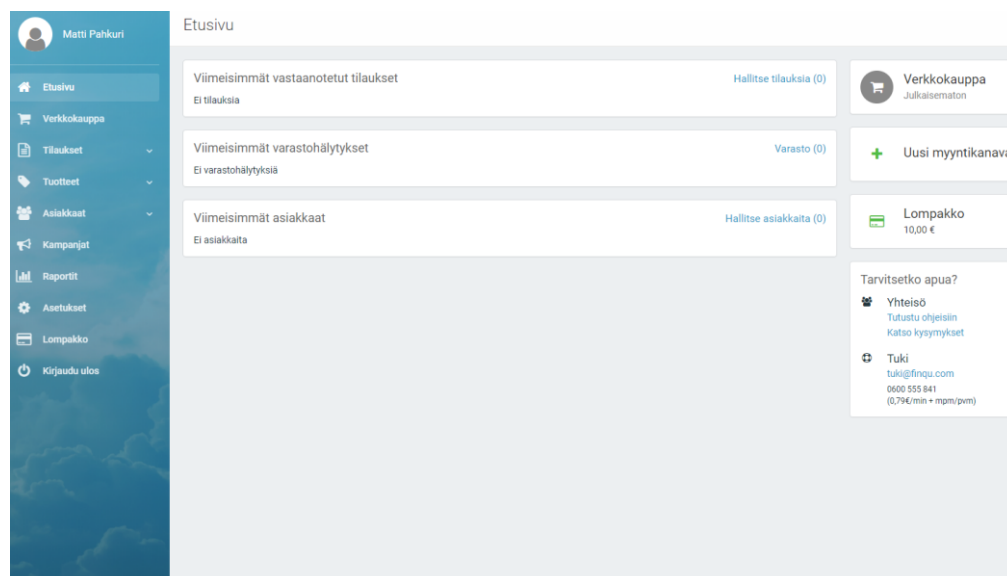 Matti Pahkuri
Etusivu
Verkkokauppa
Tilaukset
Tuotteet
Asiakkaat
Kampanjat
Raportit
Asetukset
Lompakko
Kirjaudu ulos
Etusivu
Viimeisimmät vastaanotetut tilaukset
Hallitse tilauksia (0)
Ei tilauksia
Viimeisimmät varastohälytykset
Varasto (0)
Ei varastohälytyksiä
Viimeisimmät asiakkaat
Hallitse asiakkaita (0)
Ei asiakkaita
Verkkokauppa
Julkaisematon
Uusi myyntikanava
Lompakko
10,00 €
Tarvitsetko apua?
Yhteisö
Tutustu ohjeisiin
Katso kysymykset
Tuki
tuki@finqu.com
0600 555 841
(0,79€/min + mpm/pvm)